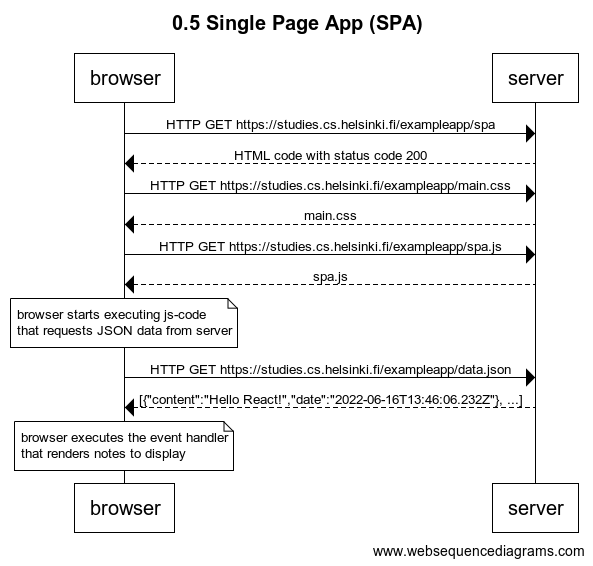 0.5 Single Page App (SPA)
browser
server
HTTP GET https://studies.cs.helsinki.fi/exampleapp/spa
HTML code with status code 200
HTTP GET https://studies.cs.helsinki.fi/exampleapp/main.css
main.css
HTTP GET https://studies.cs.helsinki.fi/exampleapp/spa.js
spa.js
browser starts executing js-code
that requests JSON data from server
HTTP GET https://studies.cs.helsinki.fi/exampleapp/data.json
[{"content":"Hello React!","date":"2022-06-16T13:46:06.232Z"}, ...]
browser executes the event handler
that renders notes to display
browser
server
www.websequencediagrams.com